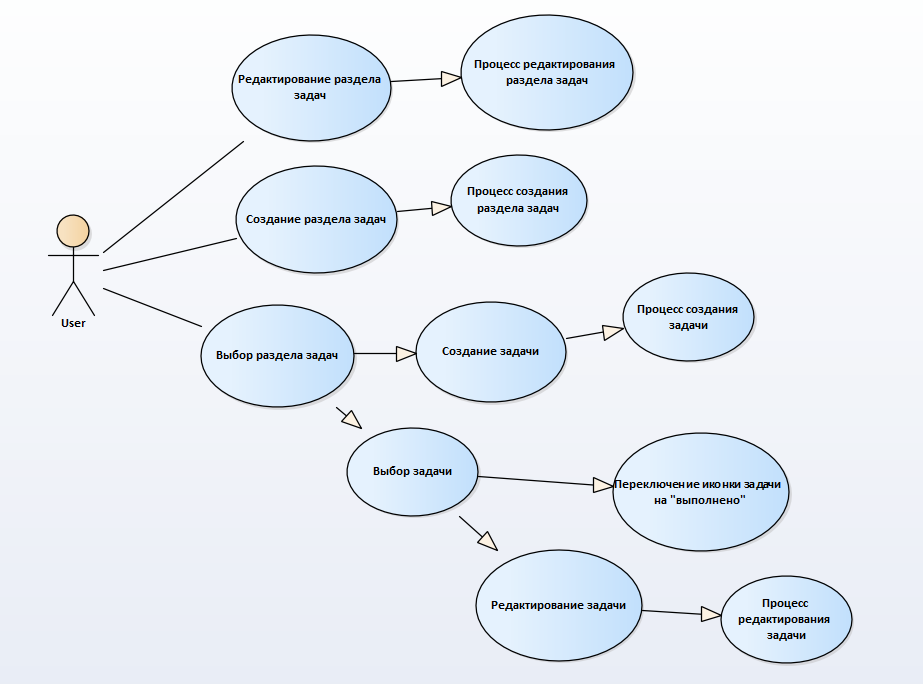 Редактирование раздела
задач
Процесс редактирования
раздела задач
Создание раздела задач
Процесс создания
раздела задач
User
Выбор раздела задач
Создание задачи
Процесс создания
задачи
Выбор задачи
Переключение иконки задачи
на "выполнено"
Редактирование задачи
Процесс
редактирования
задачи